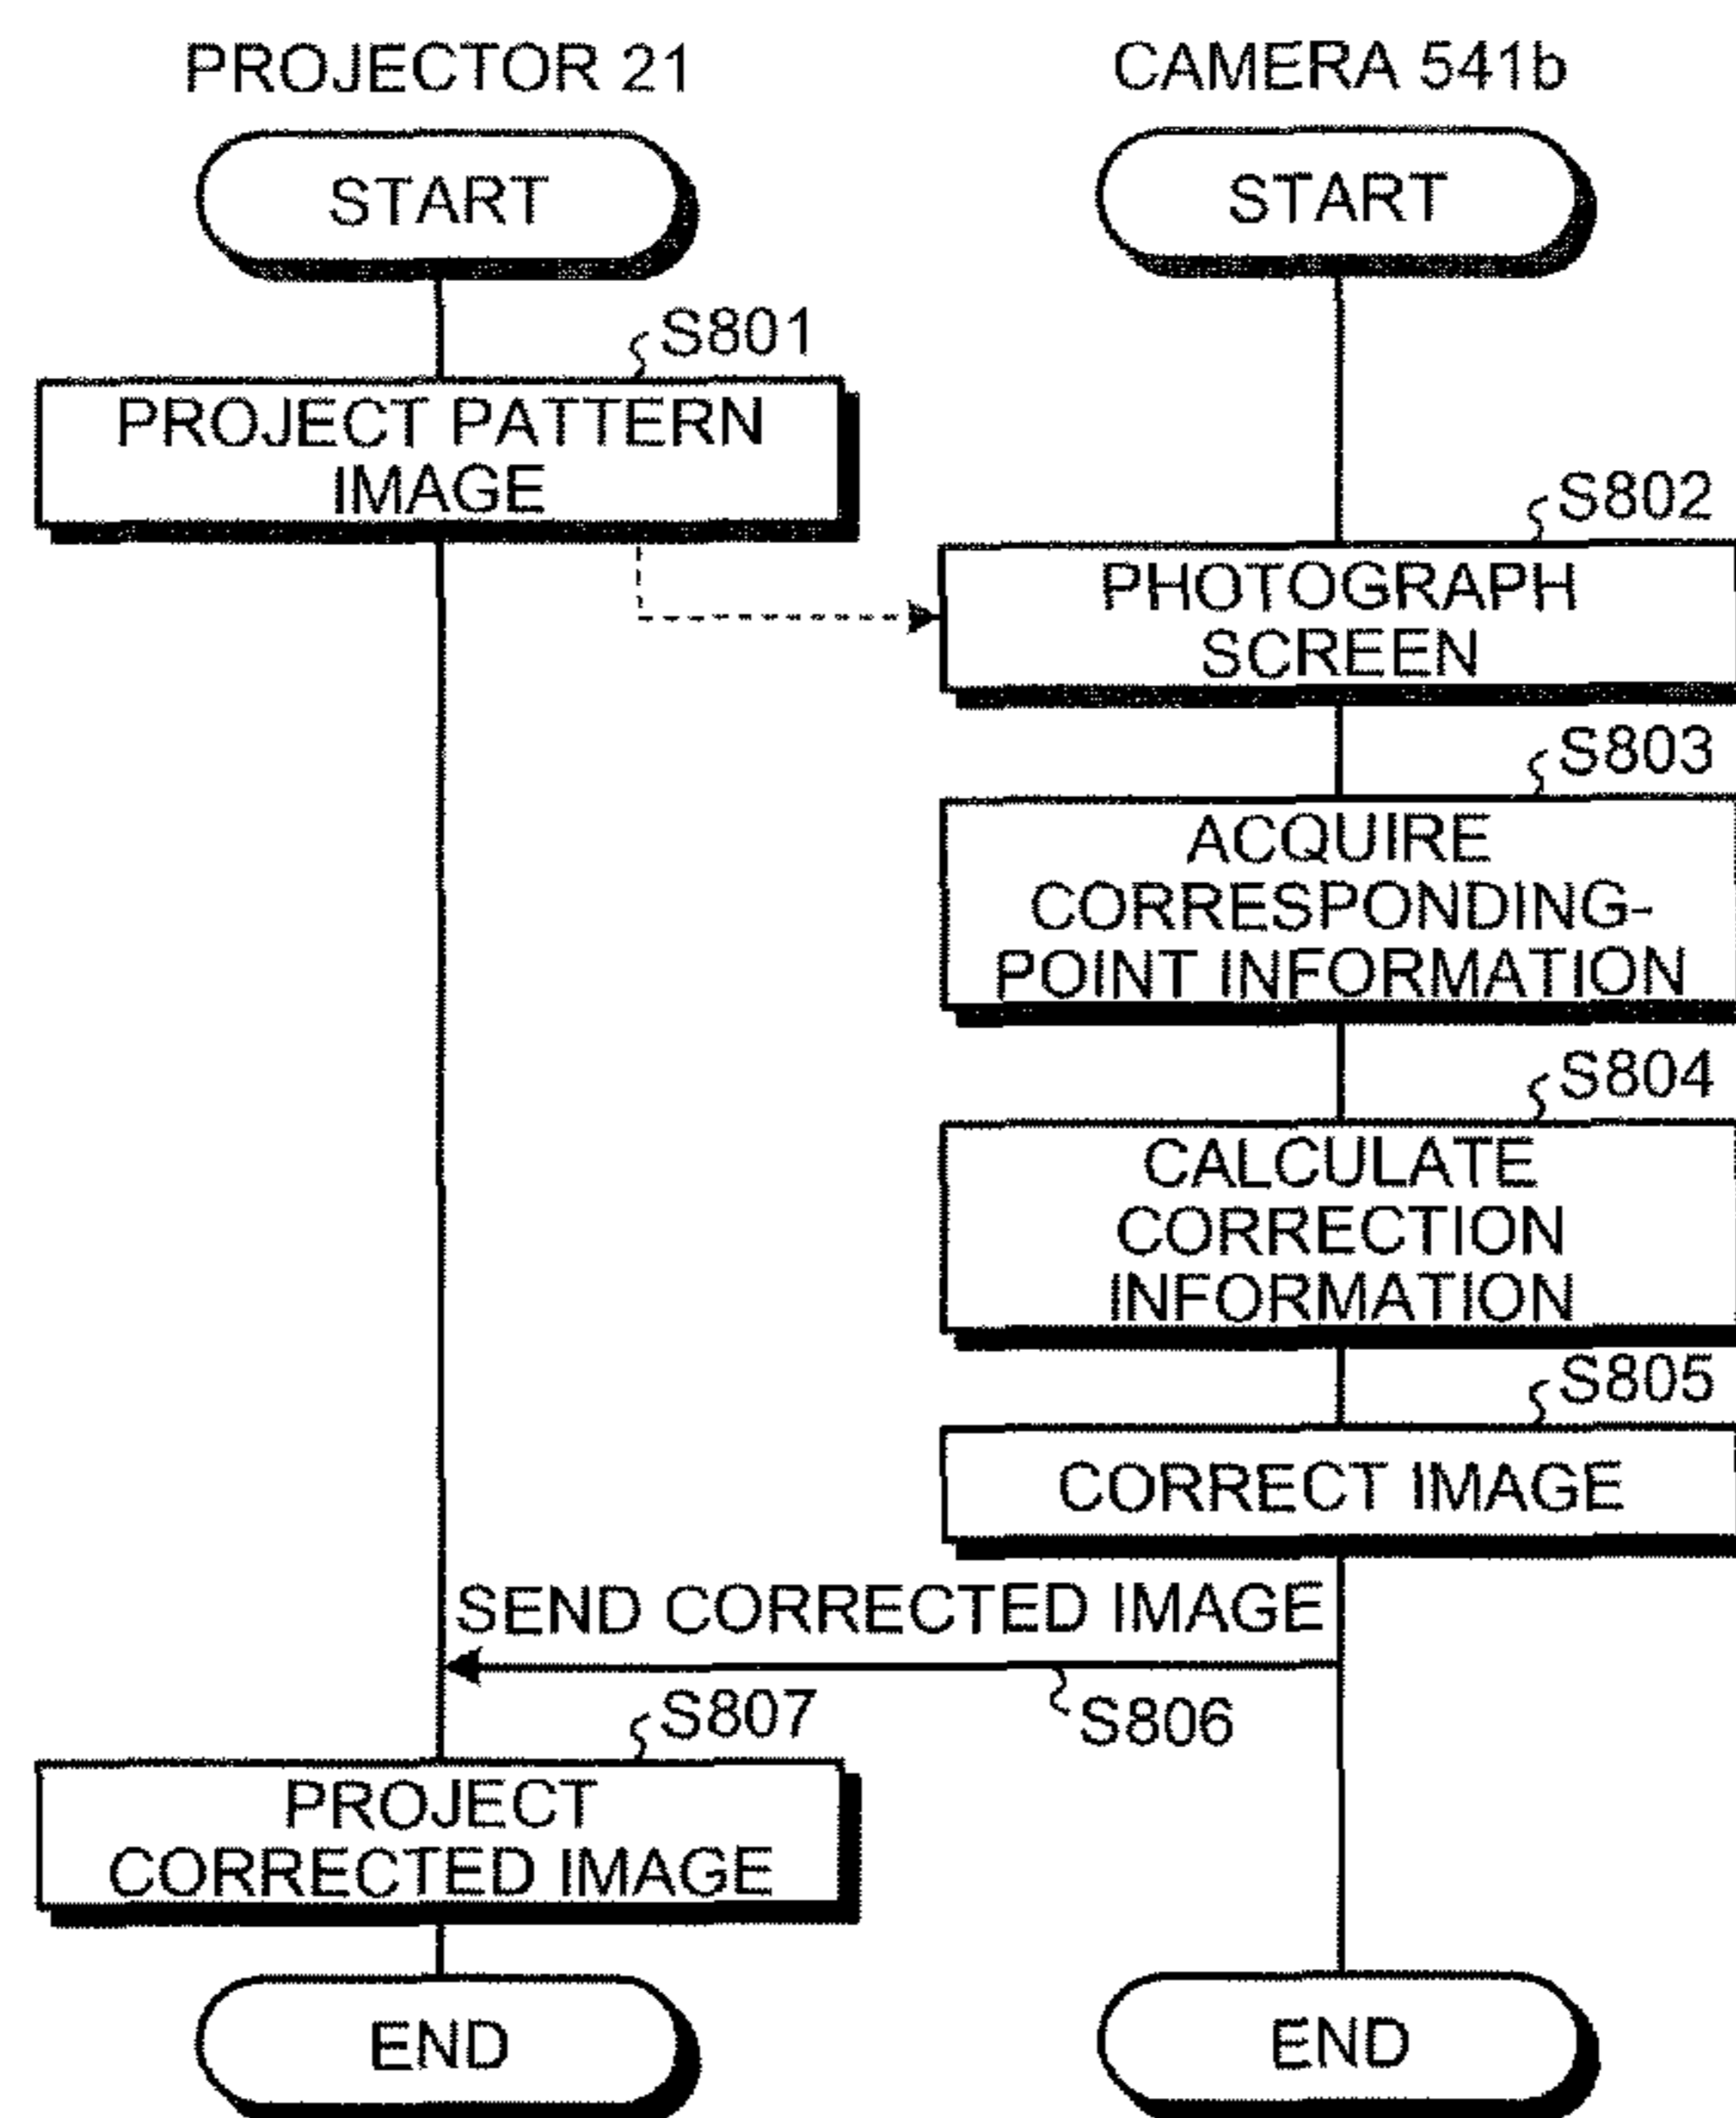 PROJECTOR 21
CAMERA 541b
START
START
S801
PROJECT PATTERN
IMAGE
S802
PHOTOGRAPH
SCREEN
S803
ACQUIRE
CORRESPONDING-
POINT INFORMATION
S804
CALCULATE
CORRECTION
INFORMATION
S805
CORRECT IMAGE
SEND CORRECTED IMAGE
S806
S807
PROJECT
CORRECTED IMAGE
END
END